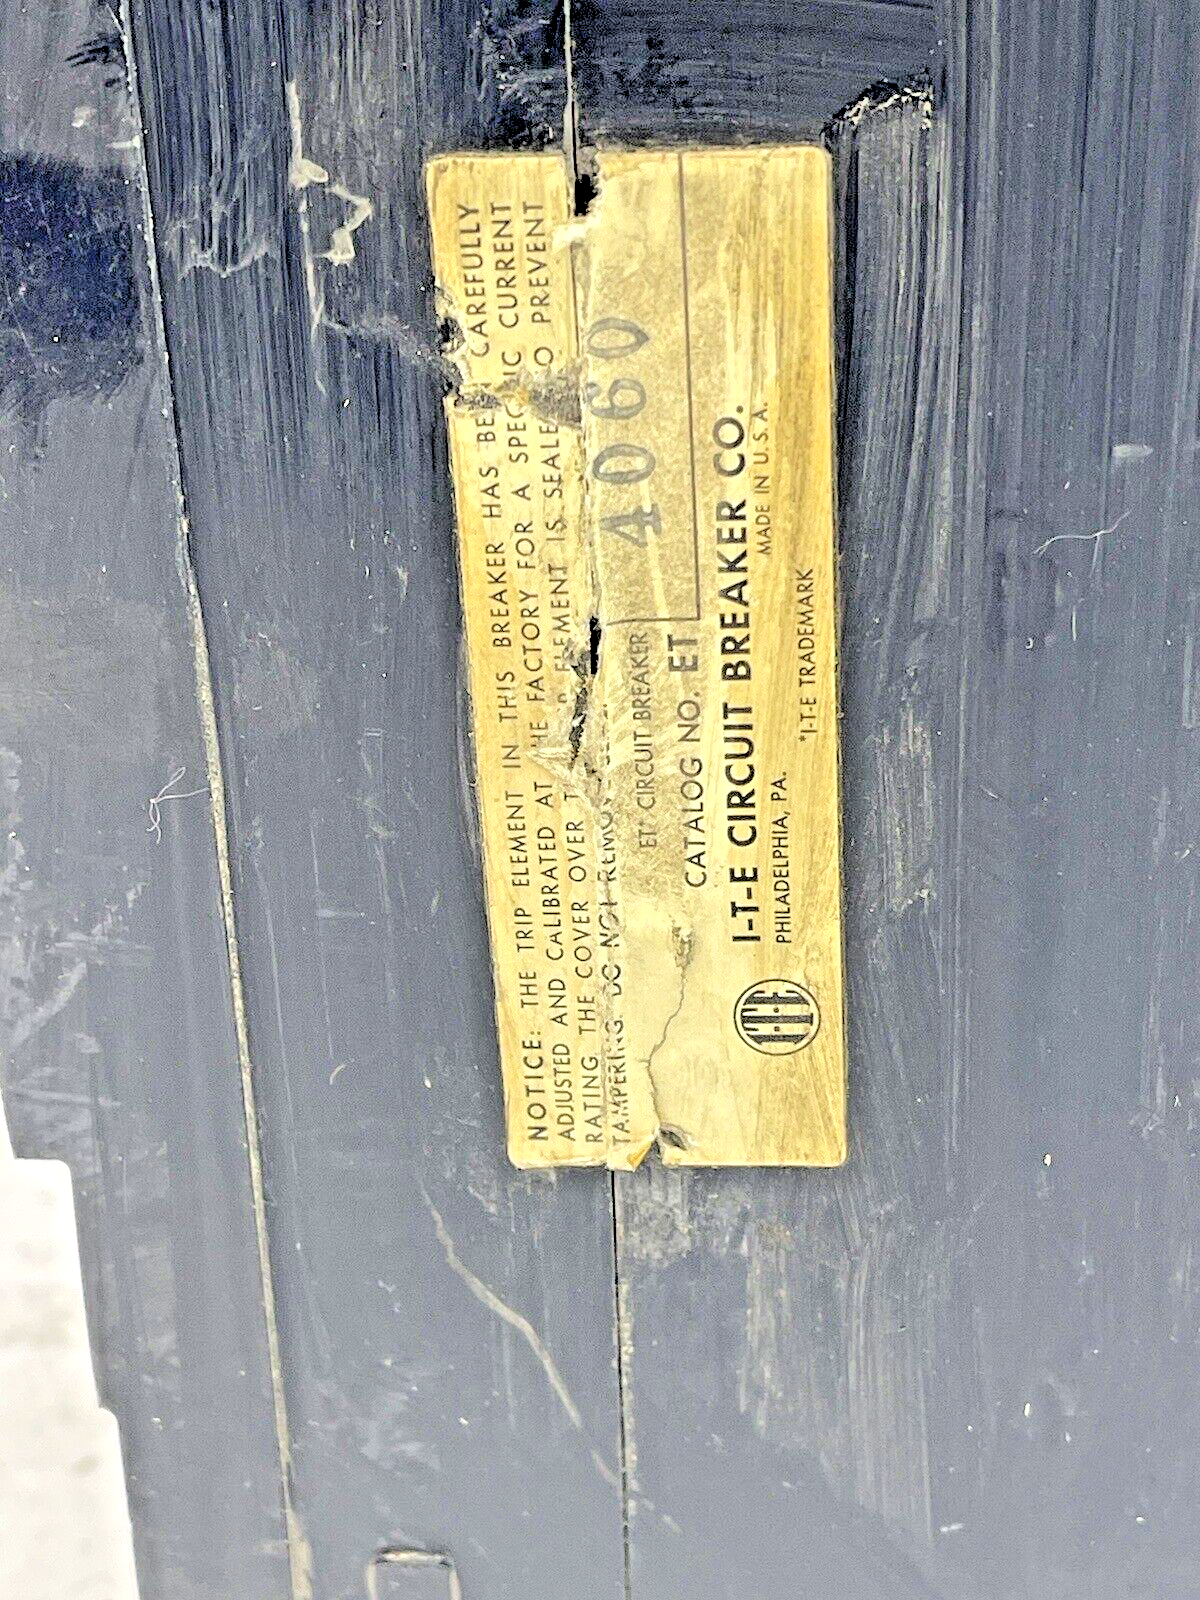 NOTICE: THE TRIP ELEMENT IN THIS BREAKER HAS BE CAREFULLY
ADJUSTED AND CALIBRATED AT HE FACTORY FOR A SPEC IC CURRENT
RATING THE COVER OVER T P ELEMENT IS SEALE O PREVENT
TAMPERING. DO NOT REMO
ET* CIRCUIT BREAKER
4060
CATALOG NO. ET
I-T-E CIRCUIT BREAKER CO.
PHILADELPHIA, PA. MADE IN U.S.A.
*I-T-E TRADEMARK
I-T-E